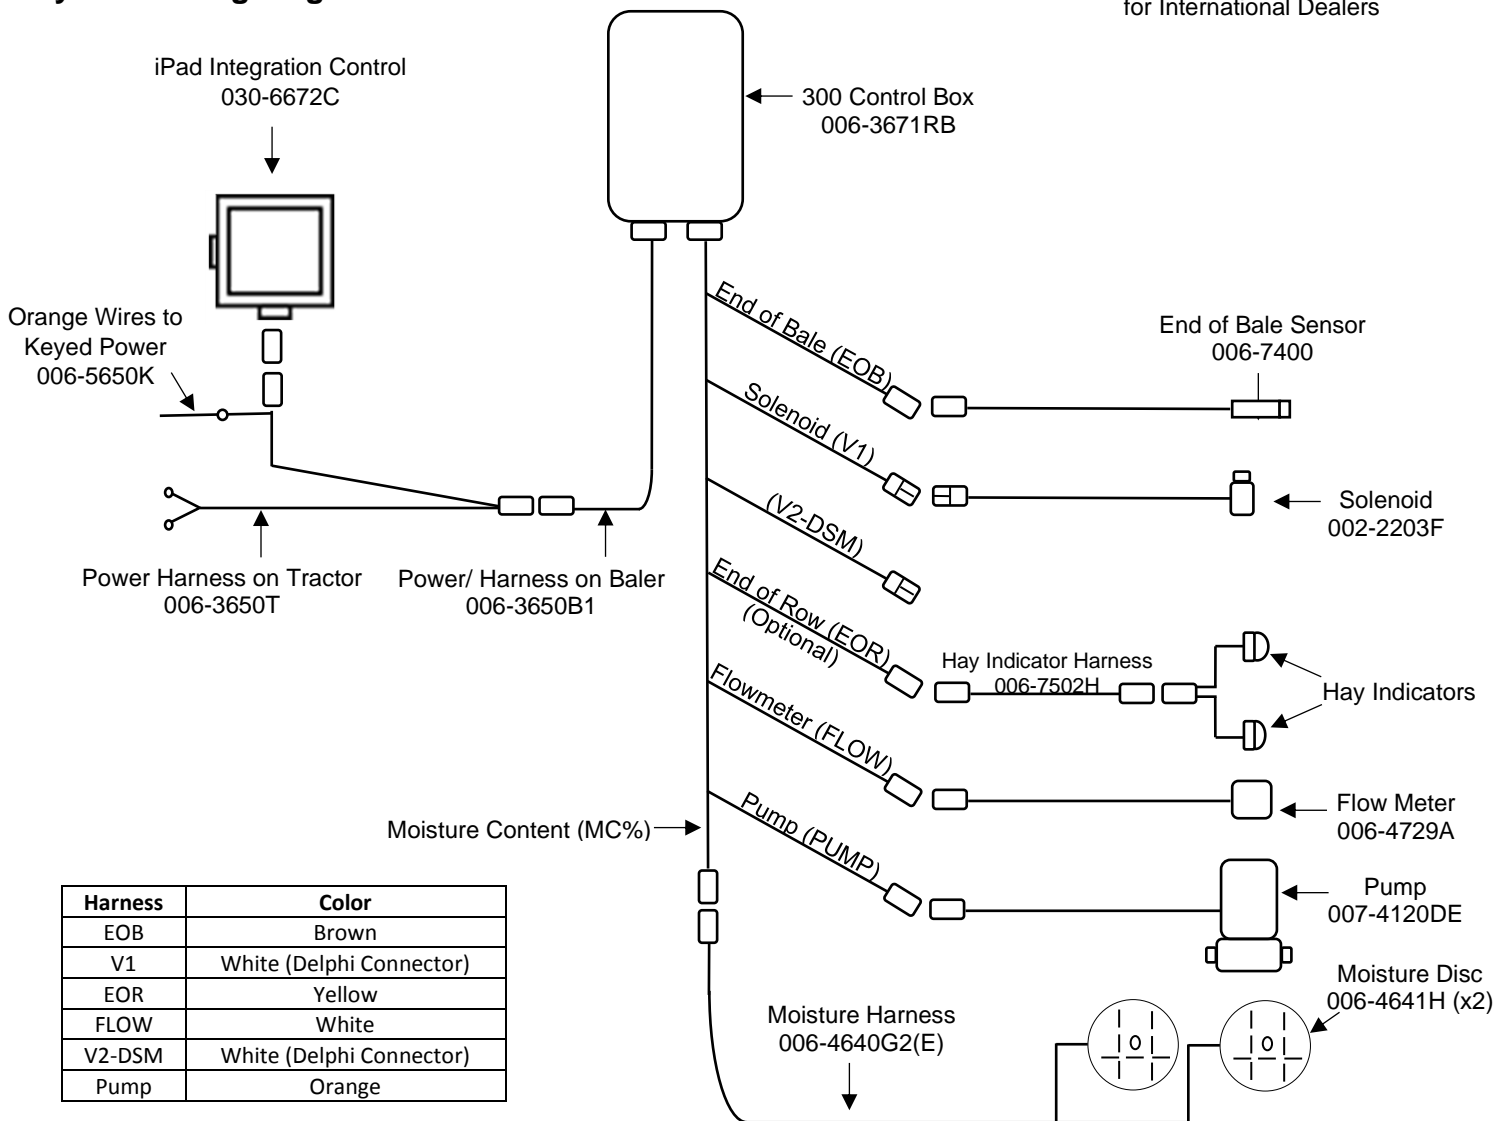 for International Dealers
iPad Integration Control
030-6672C
300 Control Box
006-3671RB
Orange Wires to
Keyed Power
006-5650K
End of Bale (EOB)
End of Bale Sensor
006-7400
Solenoid (V1)
Solenoid
002-2203F
(V2-DSM)
Power Harness on Tractor
006-3650T
Power/ Harness on Baler
006-3650B1
End of Row (EOR)
(Optional)
Hay Indicator Harness
006-7502H
Hay Indicators
Flowmeter (FLOW)
Flow Meter
006-4729A
Moisture Content (MC%)
Pump (PUMP)
Pump
007-4120DE
Harness Color
EOB Brown
V1 White (Delphi Connector)
EOR Yellow
FLOW White
V2-DSM White (Delphi Connector)
Pump Orange
Moisture Disc
006-4641H (x2)
Moisture Harness
006-4640G2(E)